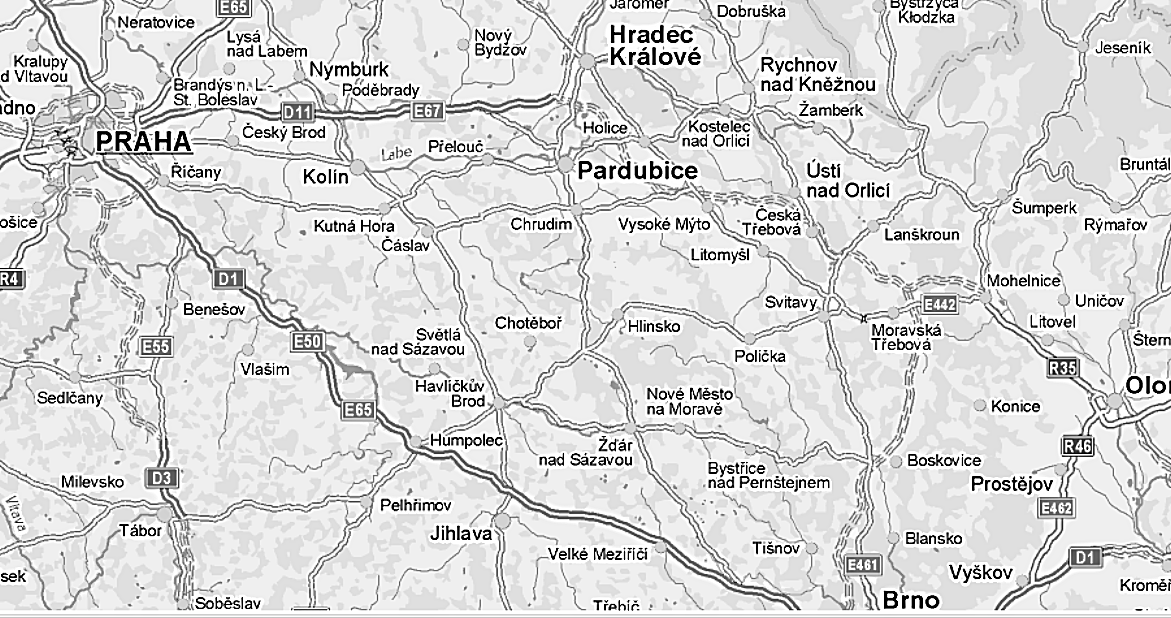 E65
Jaroměř
Dobruška
Bystrzyca
Kłodzka
Neratovice
Lysá
nad Labem
Nový
Bydžov
Hradec
Králové
Jeseník
Kralupy
d Vltavou
Nymburk
Rychnov
nad Kněžnou
Brandýs n. L.-
St. Boleslav
Poděbrady
adno
D11
E67
Žamberk
PRAHA
Český Brod
Labe
Přelouč
Holice
Kostelec
nad Orlicí
Říčany
Kolín
Pardubice
Ústí
nad Orlicí
Bruntál
ošice
Kutná Hora
Čáslav
Chrudim
Vysoké Mýto
Česká
Třebová
Lanškroun
Šumperk
Rýmařov
Litomyšl
R4
D1
Benešov
Mohelnice
Uničov
Svitavy
E442
Chotěboř
Hlinsko
Moravská
Třebová
Litovel
Štern
E55
E50
Světlá
nad Sázavou
Polička
Vlašim
R35
Sedlčany
E65
Havlíčkův
Brod
Nové Město
na Moravě
Konice
Olo
Humpolec
Žďár
nad Sázavou
R46
Bystřice
nad Pernštejnem
Boskovice
Milevsko
D3
Prostějov
Vltava
Tábor
Pelhřimov
E462
Jihlava
Velké Meziříčí
Tišnov
Blansko
D1
sek
E461
Vyškov
Kroměř
Soběslav
Třebíč
Brno